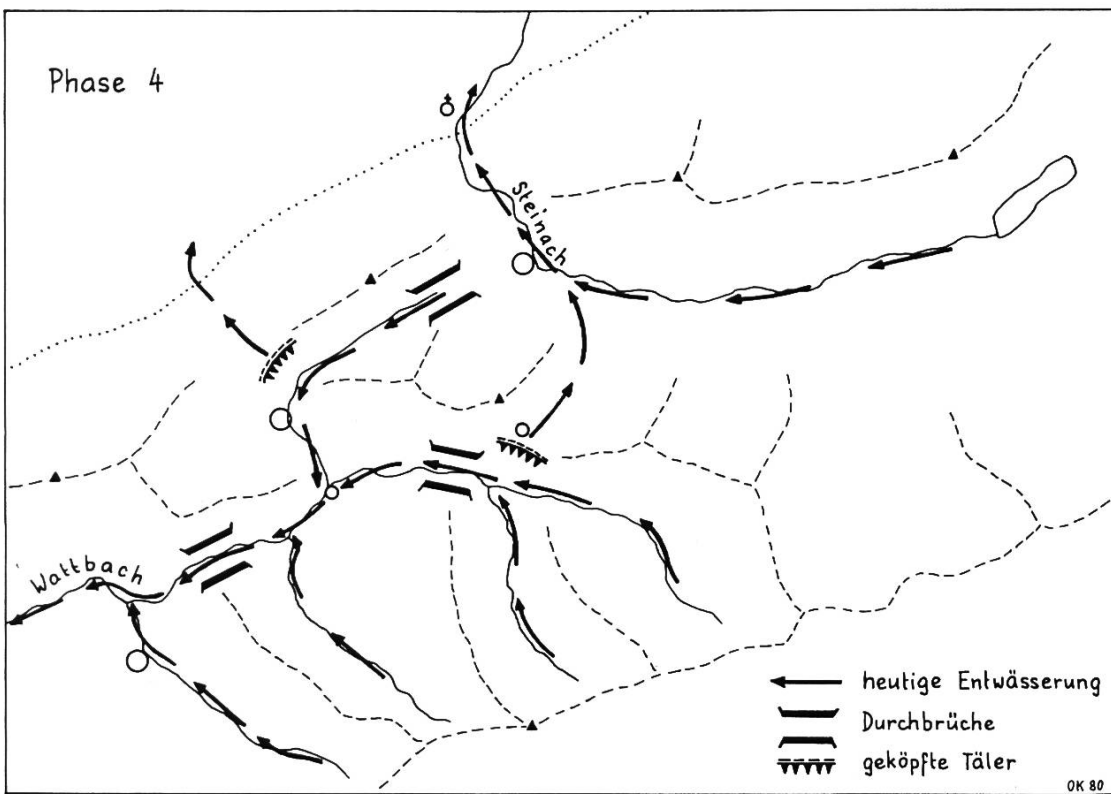 Phase 4
Steinach
Wattbach
heutige Entwässerung
Durchbrüche
geköpfte Täler
OK 80